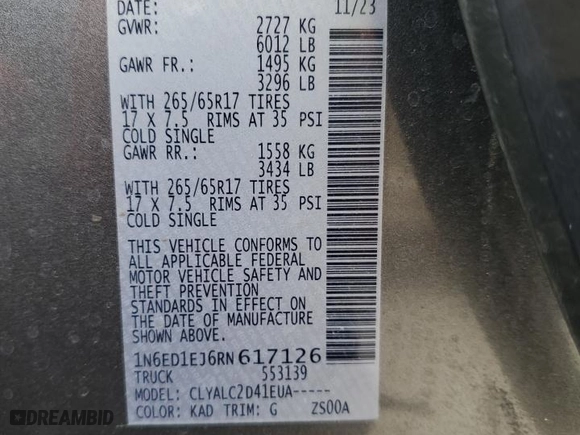 DATE: 11/23
GVWR: 2727 KG
6012 LB
GAWR FR.: 1495 KG
3296 LB
WITH 265/65R17 TIRES
17 X 7.5 RIMS AT 35 PSI
COLD SINGLE
GAWR RR.: 1558 KG
3434 LB
WITH 265/65R17 TIRES
17 X 7.5 RIMS AT 35 PSI
COLD SINGLE
THIS VEHICLE CONFORMS TO
ALL APPLICABLE FEDERAL
MOTOR VEHICLE SAFETY AND
THEFT PREVENTION
STANDARDS IN EFFECT ON
THE DATE OF MANUFACTURE
SHOWN ABOVE.
1N6ED1EJ6RN617126
TRUCK 553139
MODEL: CLYALC2D41EUA-----
COLOR: KAD TRIM: G ZS00A
DREAMBID